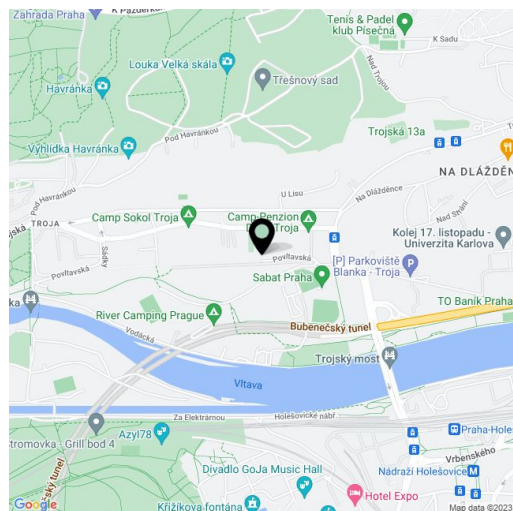 K Pazderkám
Zahrada Praha
Tenis & Padel
klub Písečná
K Sadu
Louka Velká skála
Nad Trojou
Havránka
Třešňový sad
Trojská 13a
Pod Havránkou
Vyhlídka Havránka
NA DLÁŽDĚN
Pod Havránkou
U Lisu
Na Dlážděnce
Nad Shání
TROJA
Camp Sokol Troja
Camp-Penzion
Troja
Kolej 17. listopadu -
Univerzita Karlova
Sádky
Povltavská
[P] Parkoviště
Blanka - Troja
Povltavská
Sabat Praha
TO Baník Praha
River Camping Prague
Bubenečský tunel
Vodácká
Trojský most
Vltava
Za Elektrárnou
Holešovické nábř
Stromovka - Grill bod 4
Azyl78
Praha-Hole
Vrbenského
Divadlo GoJa Music Hall
Nádraží Holešovice
M
ský tunel
Hotel Expo
Křižíkova fontána
Google
Map data ©2023